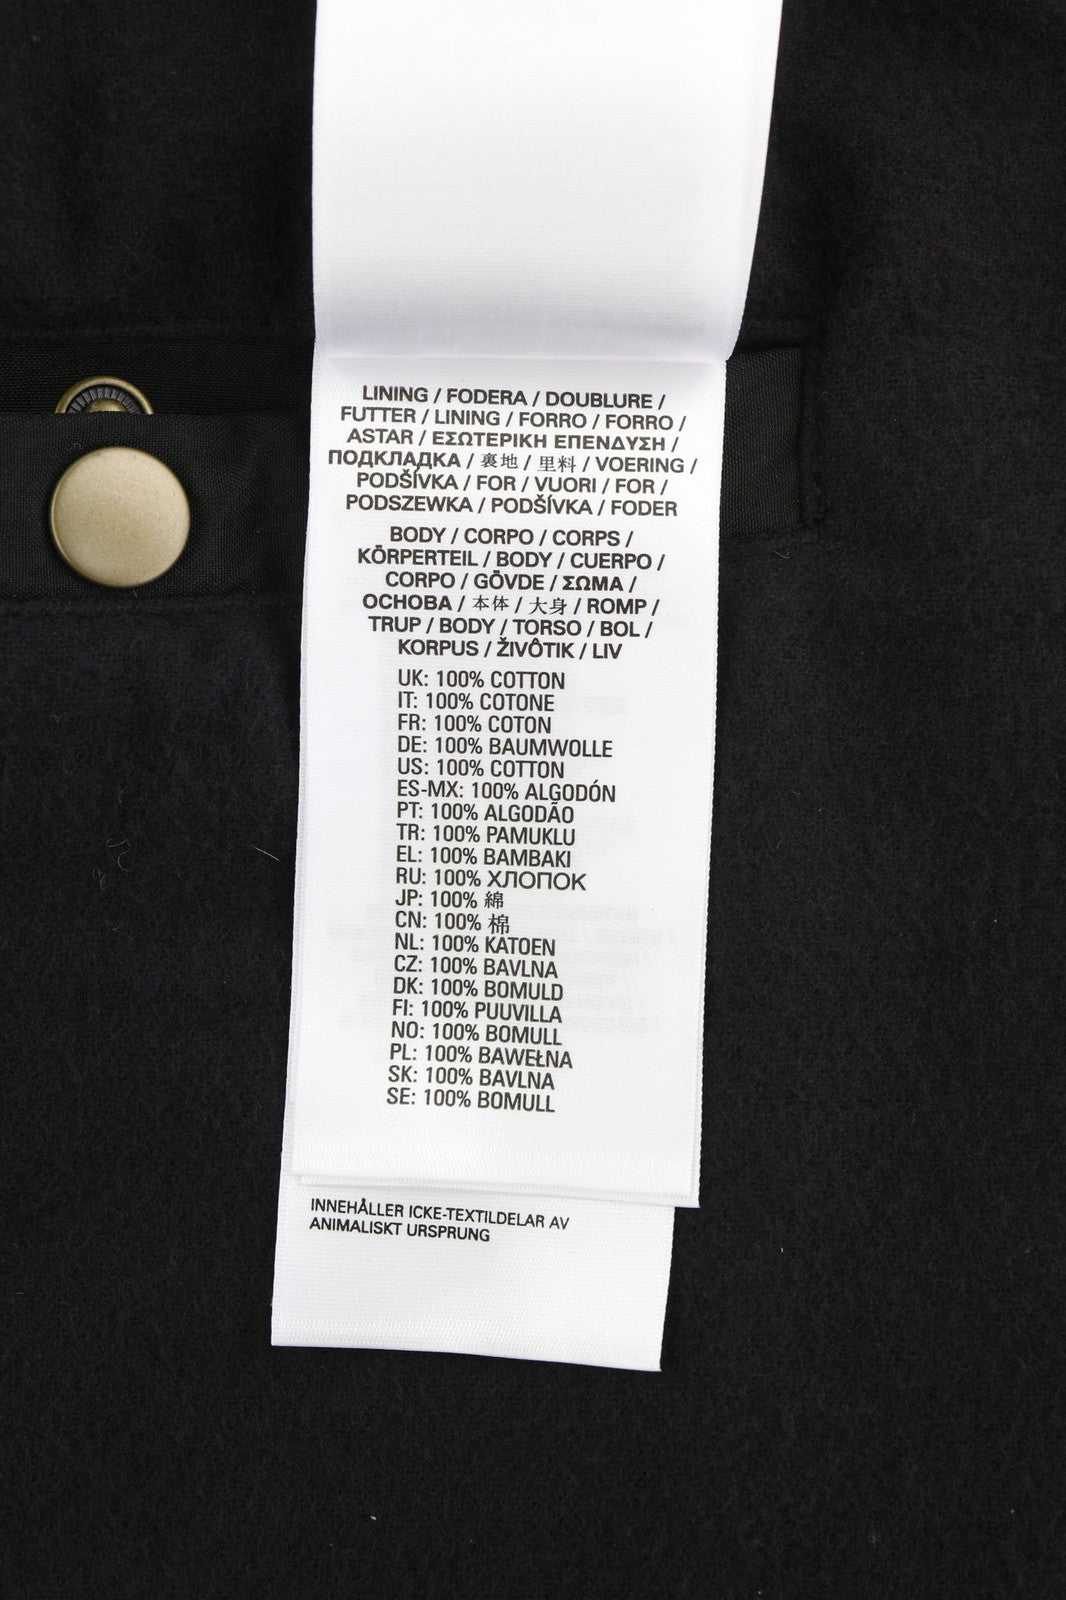 LINING / FODERA / DOUBLURE /
FUTTER / LINING / FORRO / FORRO /
ASTAR / ΕΣΩΤΕΡΙΚΗ ΕΠΕΝΔΥΣΗ /
ПОДКЛАДКА / 裏地 / 里料 / VOERING /
PODŠÍVKA / FOR / VUORI / FOR /
PODSZEWKA / PODŠÍVKA / FODER
BODY / CORPO / CORPS /
KÖRPERTEIL / BODY / CUERPO /
CORPO / GÖVDE / ΣΩΜΑ /
ОСНОВА / 本体 / 大身 / ROMP /
TRUP / BODY / TORSO / BOL /
KORPUS / ŽIVÔTIK / LIV
UK: 100% COTTON
IT: 100% COTONE
FR: 100% COTON
DE: 100% BAUMWOLLE
US: 100% COTTON
ES-MX: 100% ALGODÓN
PT: 100% ALGODÃO
TR: 100% PAMUKLU
EL: 100% ΒΑΜΒΑΚΙ
RU: 100% ХЛОПОК
JP: 100% 綿
CN: 100% 棉
NL: 100% KATOEN
CZ: 100% BAVLNA
DK: 100% BOMULD
FI: 100% PUUVILLA
NO: 100% BOMULL
PL: 100% BAWEŁNA
SK: 100% BAVLNA
SE: 100% BOMULL
INNEHÅLLER ICKE-TEXTILDELAR AV
ANIMALISKT URSPRUNG